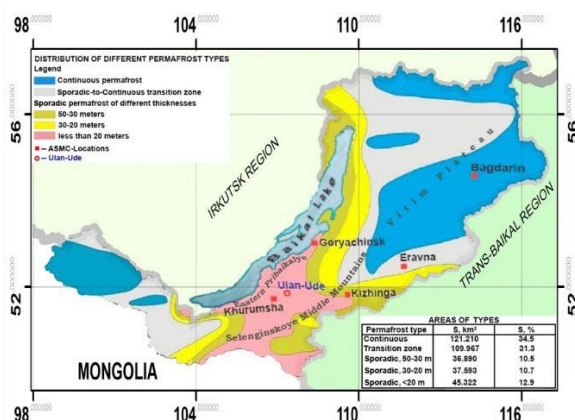 98
104
110
116
DISTRIBUTION OF DIFFERENT PERMAFROST TYPES
Legend
Continuous permafrost
Sporadic-to-Continuous transition zone
Sporadic permafrost of different thicknesses
50-30 meters
30-20 meters
less than 20 meters
– ASMC-Locations
– Ulan-Ude
56
56
IRKUTSK REGION
Baikal Lake
Vitim Plateau
Bagdarin
TRANS-BAIKAL REGION
Goryachinsk
Eravna
Eastern Pribaikalye
52
52
Ulan-Ude
Kizhinga
Khurumsha
Selenginskoye Middle Mountains
MONGOLIA
AREAS OF TYPES
Permafrost type S, km² S, %
Continuous 121.210 34.5
Transition zone 109.967 31.3
Sporadic, 50-30 m 36.890 10.5
Sporadic, 30-20 m 37.593 10.7
Sporadic, <20 m 45.322 12.9
98
104
110
116